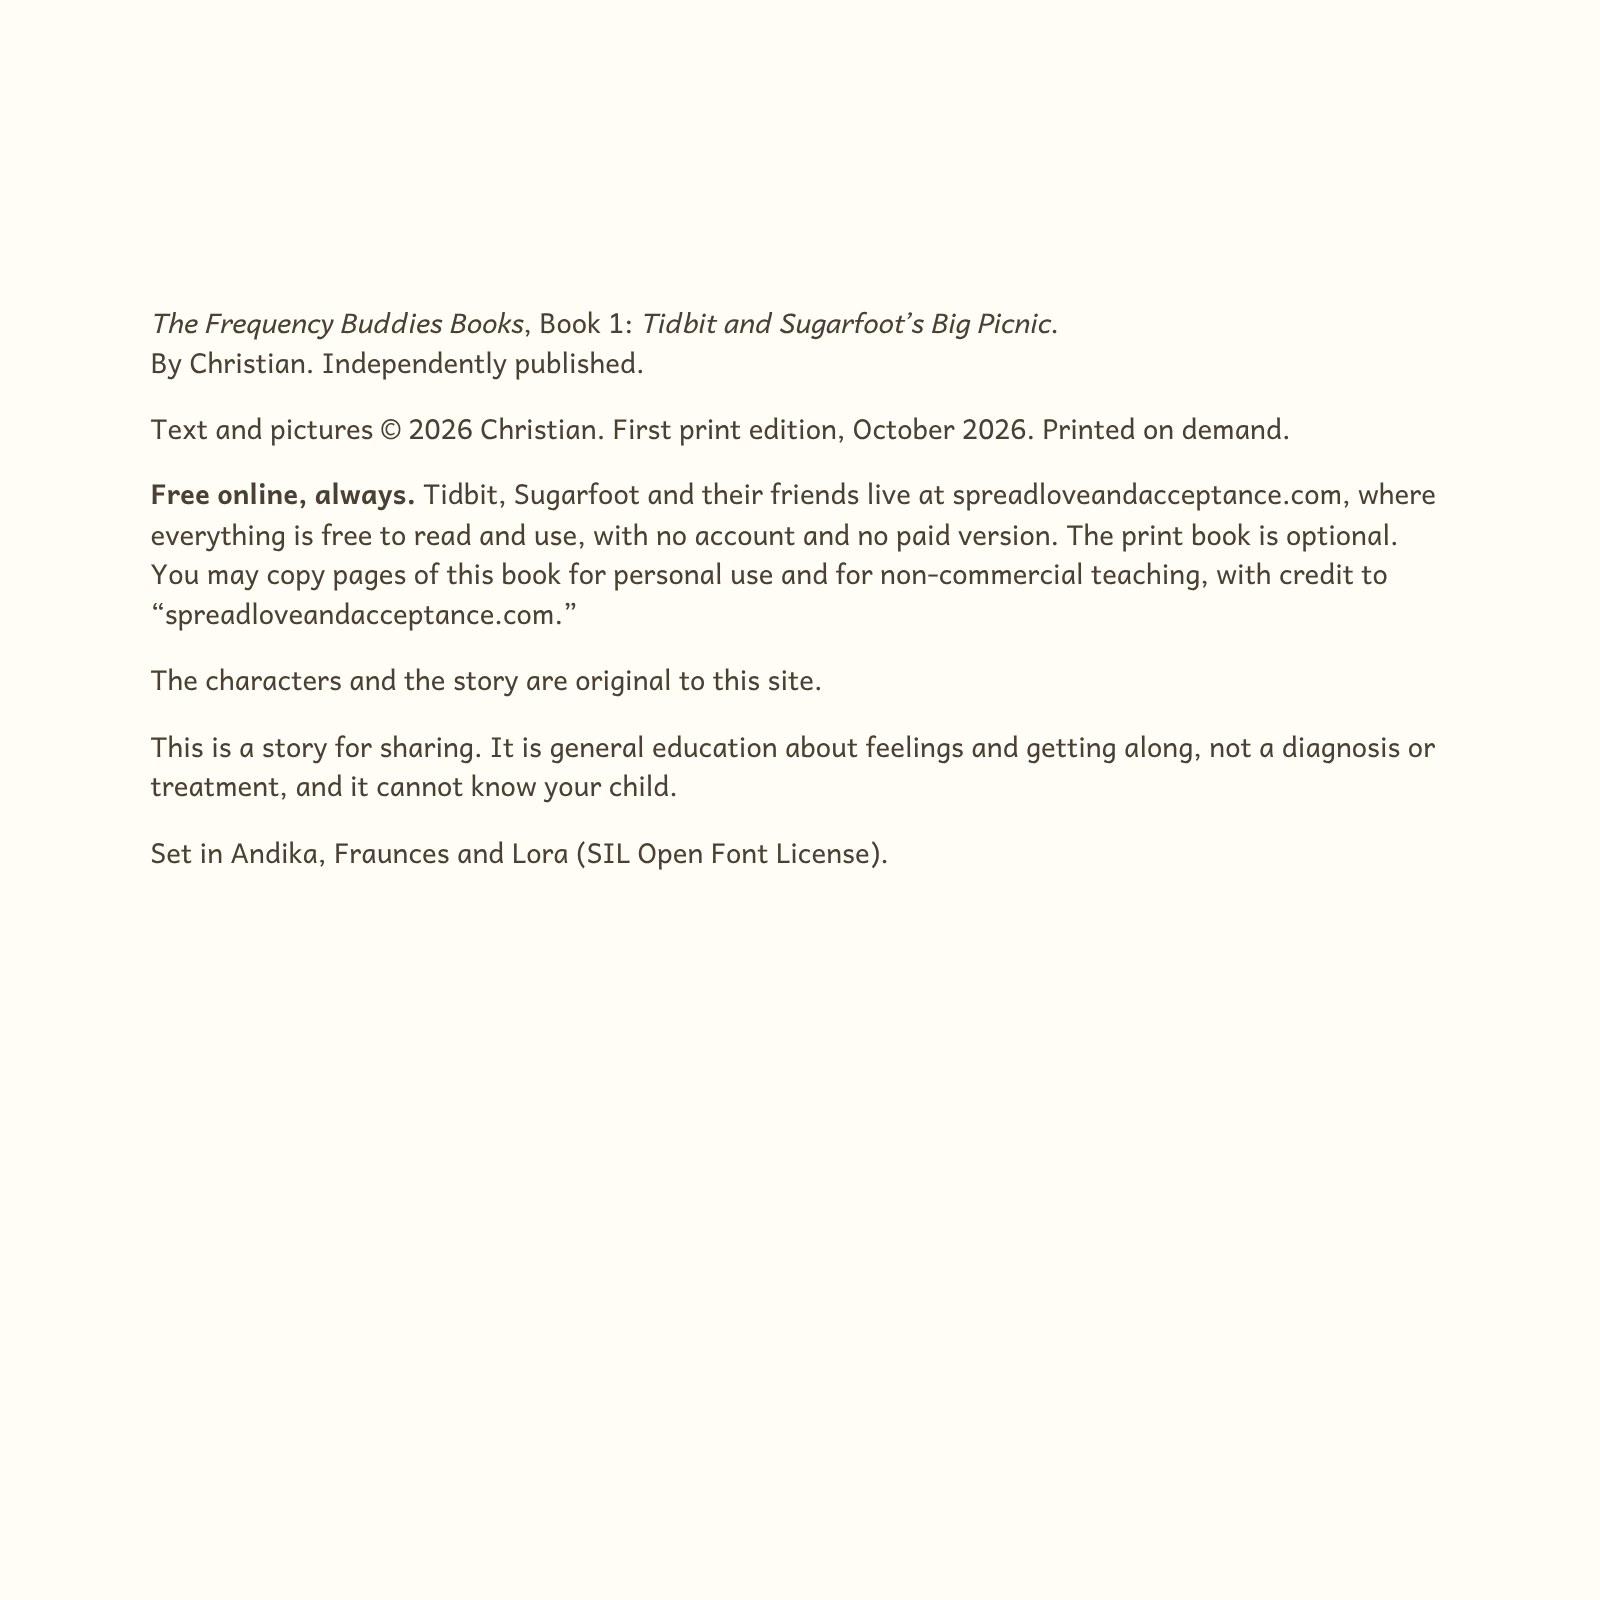 The Frequency Buddies Books, Book 1: Tidbit and Sugarfoot’s Big Picnic.
By Christian. Independently published.
Text and pictures © 2026 Christian. First print edition, October 2026. Printed on demand.
Free online, always. Tidbit, Sugarfoot and their friends live at spreadloveandacceptance.com, where
everything is free to read and use, with no account and no paid version. The print book is optional.
You may copy pages of this book for personal use and for non-commercial teaching, with credit to
“spreadloveandacceptance.com.”
The characters and the story are original to this site.
This is a story for sharing. It is general education about feelings and getting along, not a diagnosis or
treatment, and it cannot know your child.
Set in Andika, Fraunces and Lora (SIL Open Font License).